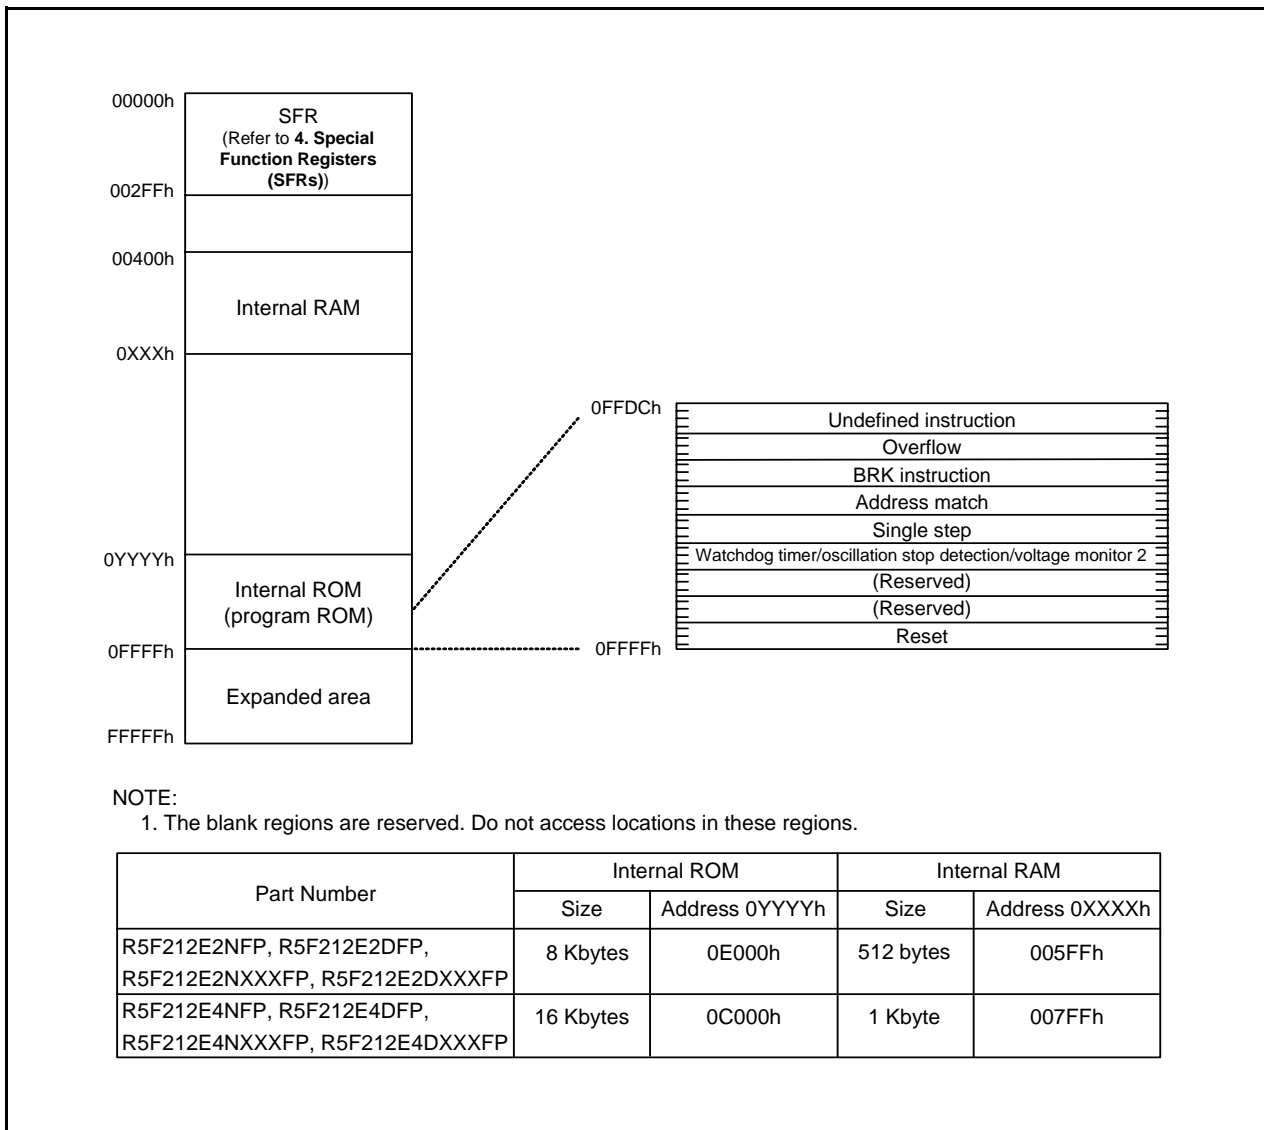 00000h
SFR
(Refer to 4. Special
Function Registers
(SFRs))
002FFh
00400h
Internal RAM
0XXXh
0YYYYh
Internal ROM
(program ROM)
0FFFFh
Expanded area
FFFFFh
0FFDCh
Undefined instruction
Overflow
BRK instruction
Address match
Single step
Watchdog timer/oscillation stop detection/voltage monitor 2
(Reserved)
(Reserved)
Reset
0FFFFh
NOTE:
1. The blank regions are reserved. Do not access locations in these regions.
Part Number Internal ROM Internal RAM
Size Address 0YYYYh Size Address 0XXXXh
R5F212E2NFP, R5F212E2DFP,
R5F212E2NXXXFP, R5F212E2DXXXFP
8 Kbytes 0E000h 512 bytes 005FFh
R5F212E4NFP, R5F212E4DFP,
R5F212E4NXXXFP, R5F212E4DXXXFP
16 Kbytes 0C000h 1 Kbyte 007FFh